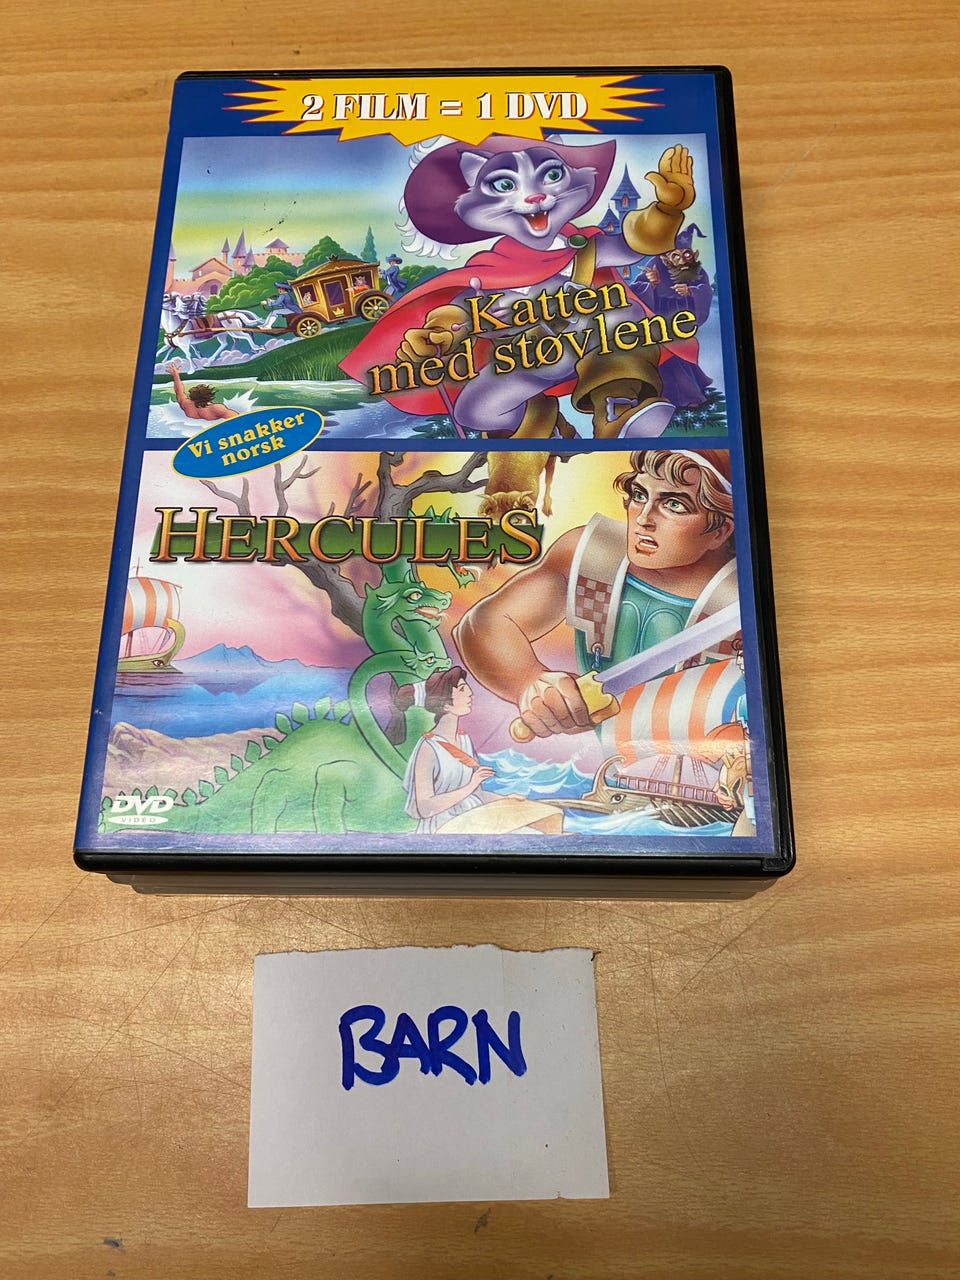 2 FILM = 1 DVD
Katten
med støvlene
Vi snakker
norsk
HERCULES
DVD
VIDEO
BARN